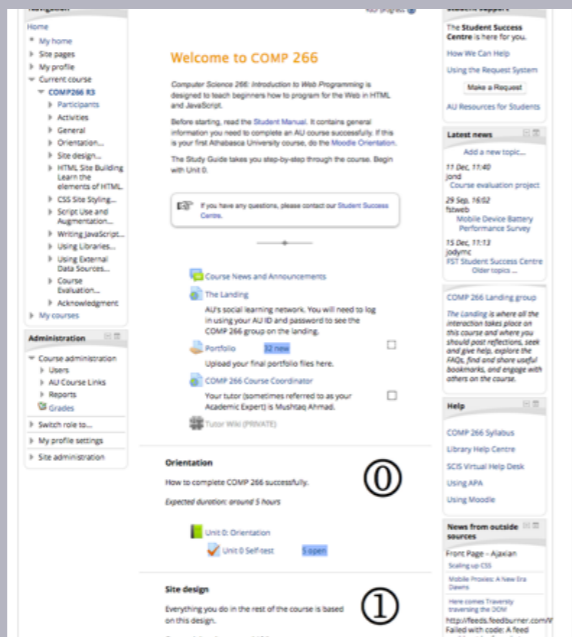 Home
My home
Site pages
My profile
Current course
COMP266 R3
Participants
Activities
General
Orientation...
Site design...
HTML Site Building
Learn the
elements of HTML.
CSS Site Styling...
Script Use and
Augmentation...
Writing JavaScript...
Using Libraries...
Using External
Data Sources...
Course
Evaluation...
Acknowledgment
My courses
Administration
Course administration
Users
AU Course Links
Reports
Grades
Switch role to...
My profile settings
Site administration
Welcome to COMP 266
Computer Science 266: Introduction to Web Programming is
designed to teach beginners how to program for the Web in HTML
and JavaScript.
Before starting, read the Student Manual. It contains general
information you need to complete an AU course successfully. If this
is your first Athabasca University course, do the Moodle Orientation.
The Study Guide takes you step-by-step through the course. Begin
with Unit 0.
If you have any questions, please contact our Student Success
Centre.
Course News and Announcements
The Landing
AU's social learning network. You will need to log
in using your AU ID and password to see the
COMP 266 group on the landing.
Portfolio 32 new
Upload your final portfolio files here.
COMP 266 Course Coordinator
Your tutor (sometimes referred to as your
Academic Expert) is Mushtaq Ahmad.
Tutor Wiki (PRIVATE)
Orientation
How to complete COMP 266 successfully.
0
Expected duration: around 5 hours
Unit 0: Orientation
Unit 0 Self-test 5 open
Site design
Everything you do in the rest of the course is based
on this design.
1
The Student Success
Centre is here for you.
How We Can Help
Using the Request System
Make a Request
AU Resources for Students
Latest news
Add a new topic...
11 Dec, 11:40
jond
Course evaluation project
29 Sep, 16:02
fstweb
Mobile Device Battery
Performance Survey
15 Dec, 11:13
jodymc
FST Student Success Centre
Older topics ...
COMP 266 Landing group
The Landing is where all the
interaction takes place on
this course and where you
should post reflections, seek
and give help, explore the
FAQs, find and share useful
bookmarks, and engage with
others on the course.
Help
COMP 266 Syllabus
Library Help Centre
SCIS Virtual Help Desk
Using APA
Using Moodle
News from outside
sources
Front Page - Ajaxian
Scaling up CSS
Mobile Proxies: A New Era
Dawns
Here comes Traversty
traversing the DOM
http://feeds.feedburner.com/
Failed with code: A feed